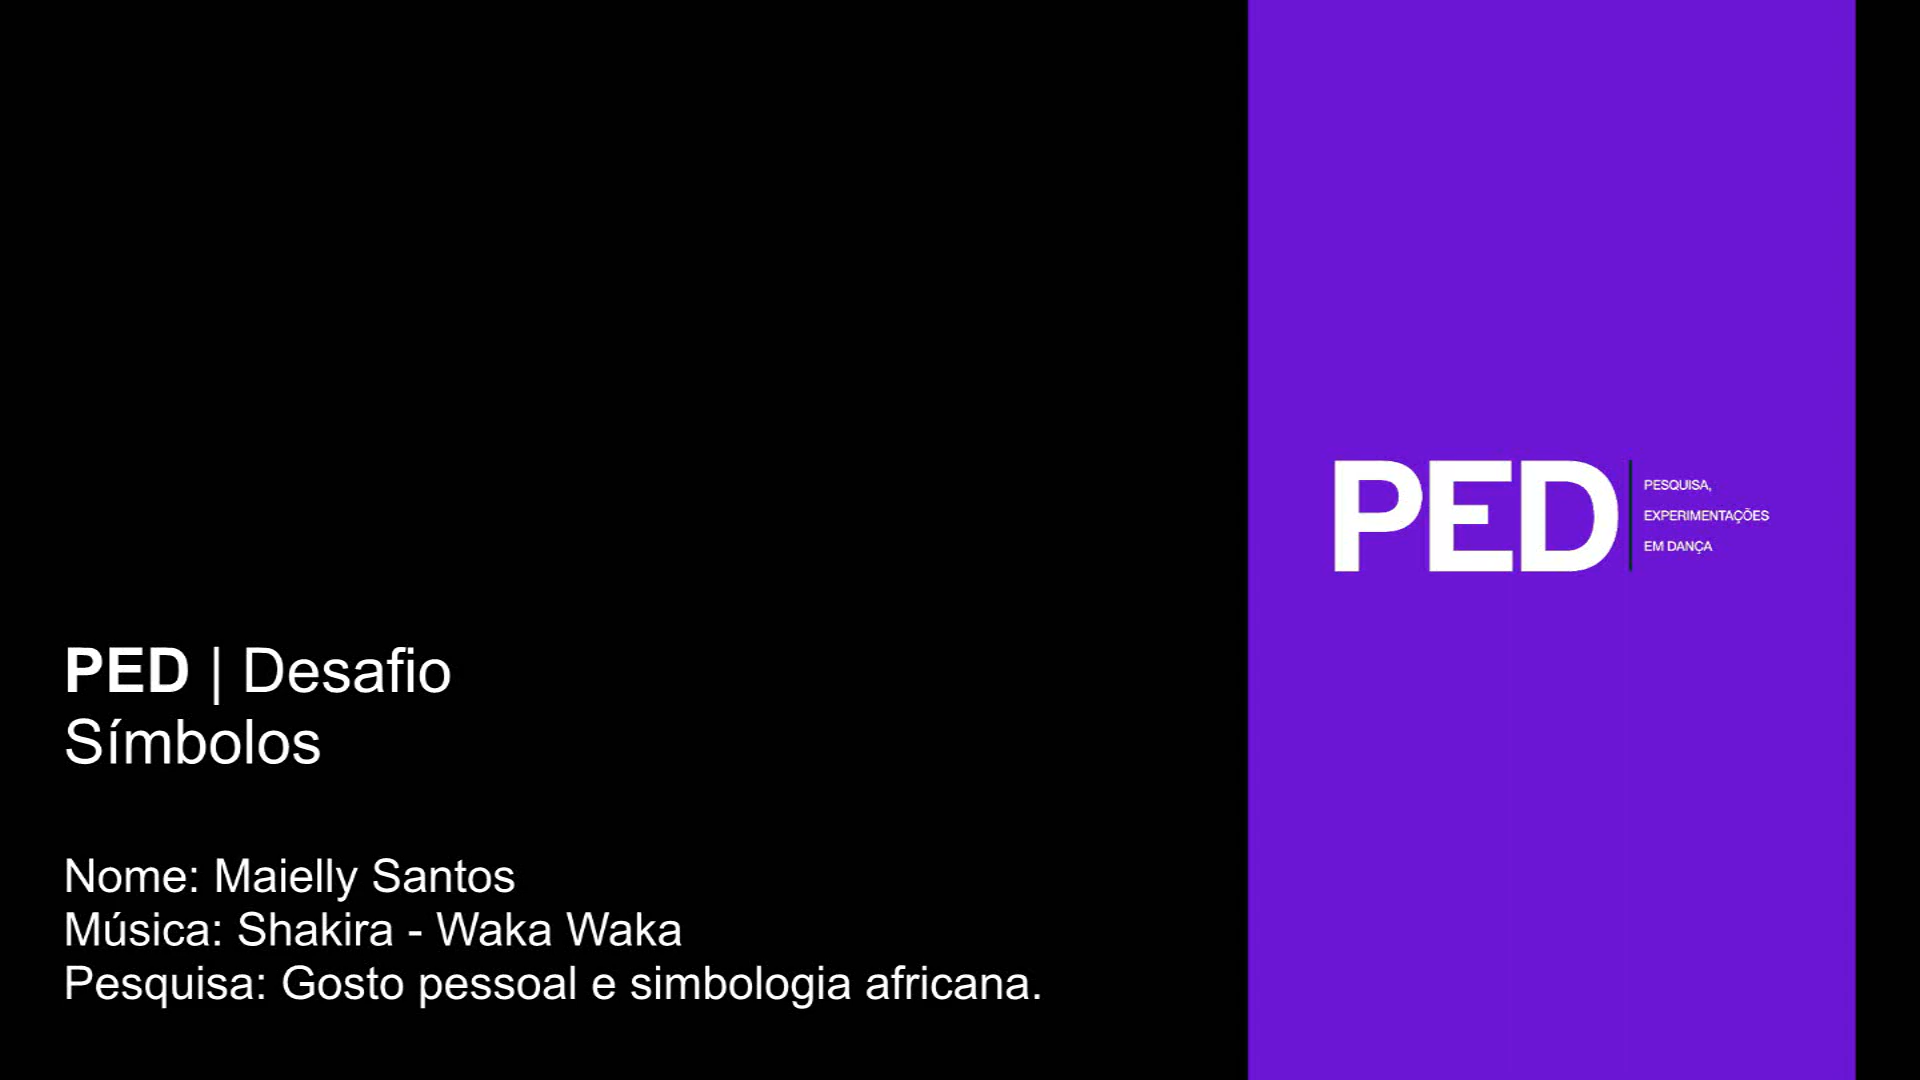 PED
PESQUISA,
EXPERIMENTAÇÕES
EM DANÇA
PED | Desafio
Símbolos
Nome: Maielly Santos
Música: Shakira - Waka Waka
Pesquisa: Gosto pessoal e simbologia africana.